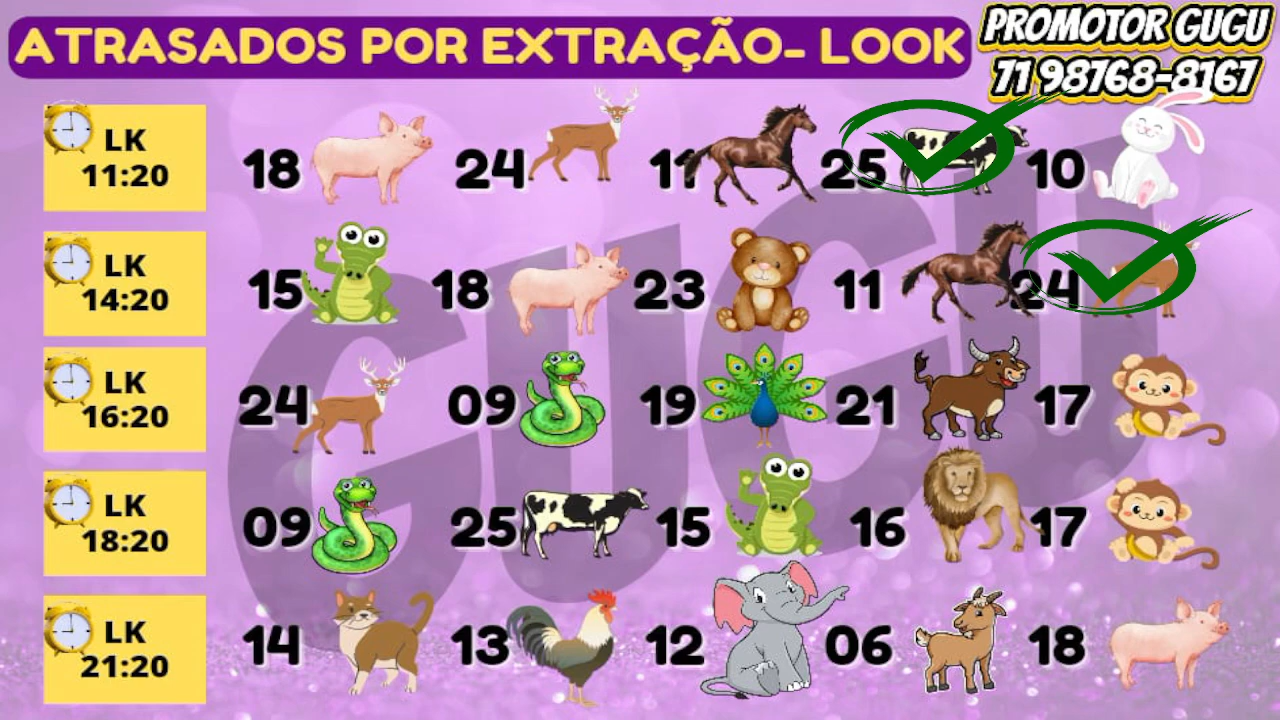 ATRASADOS POR EXTRAÇÃO- LOOK
PROMOTOR GUGU
71 98768-8167
LK
11:20
18 24 11 25 10
LK
14:20
15 18 23 11 24
LK
16:20
24 09 19 21 17
LK
18:20
09 25 15 16 17
LK
21:20
14 13 12 06 18
GUGU